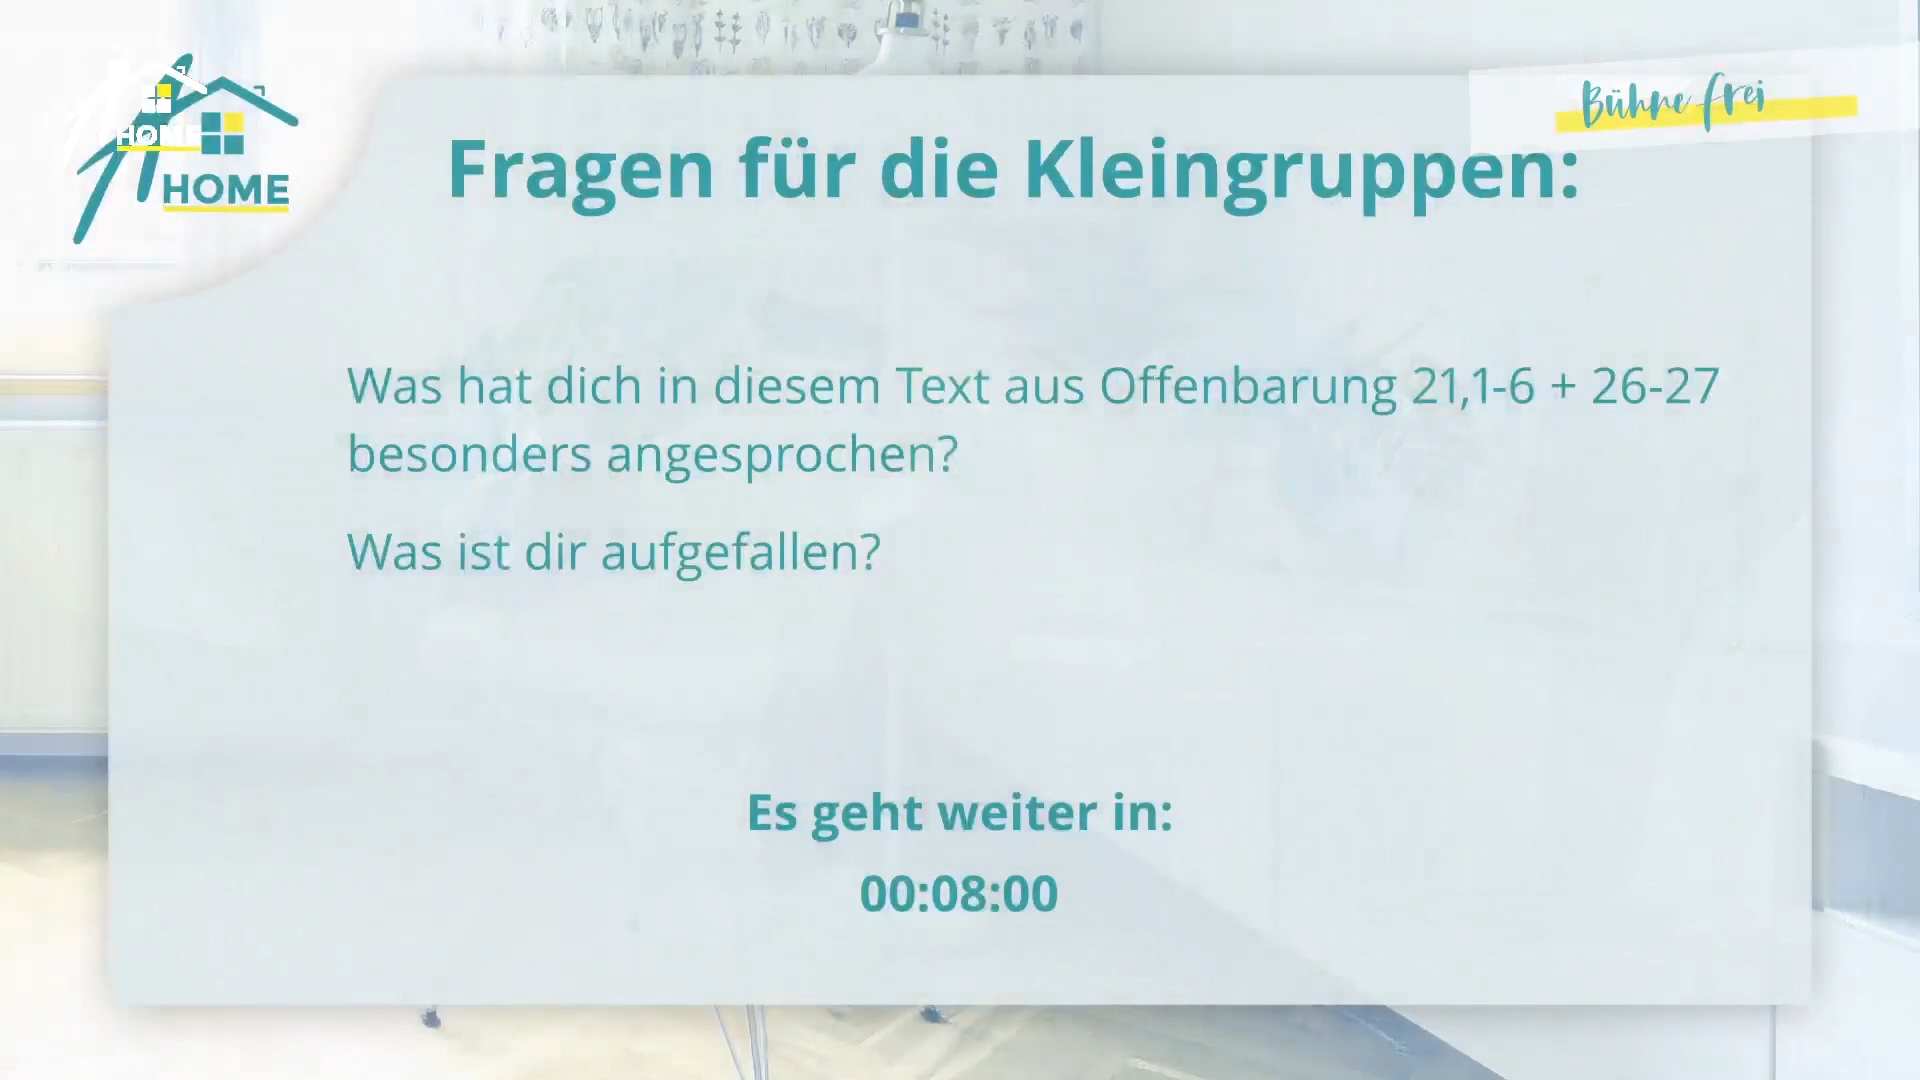 HOME
HOME
Bühne frei
Fragen für die Kleingruppen:
Was hat dich in diesem Text aus Offenbarung 21,1-6 + 26-27
besonders angesprochen?
Was ist dir aufgefallen?
Es geht weiter in:
00:08:00